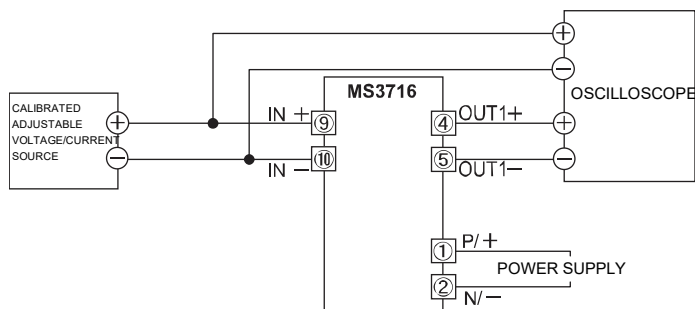 MS3716
CALIBRATED
ADJUSTABLE
VOLTAGE/CURRENT
SOURCE
+
−
IN +
⑨
IN −
⑩
④
OUT1+
⑤
OUT1−
+
−
OSCILLOSCOPE
+
−
①
P/+
POWER SUPPLY
②
N/−